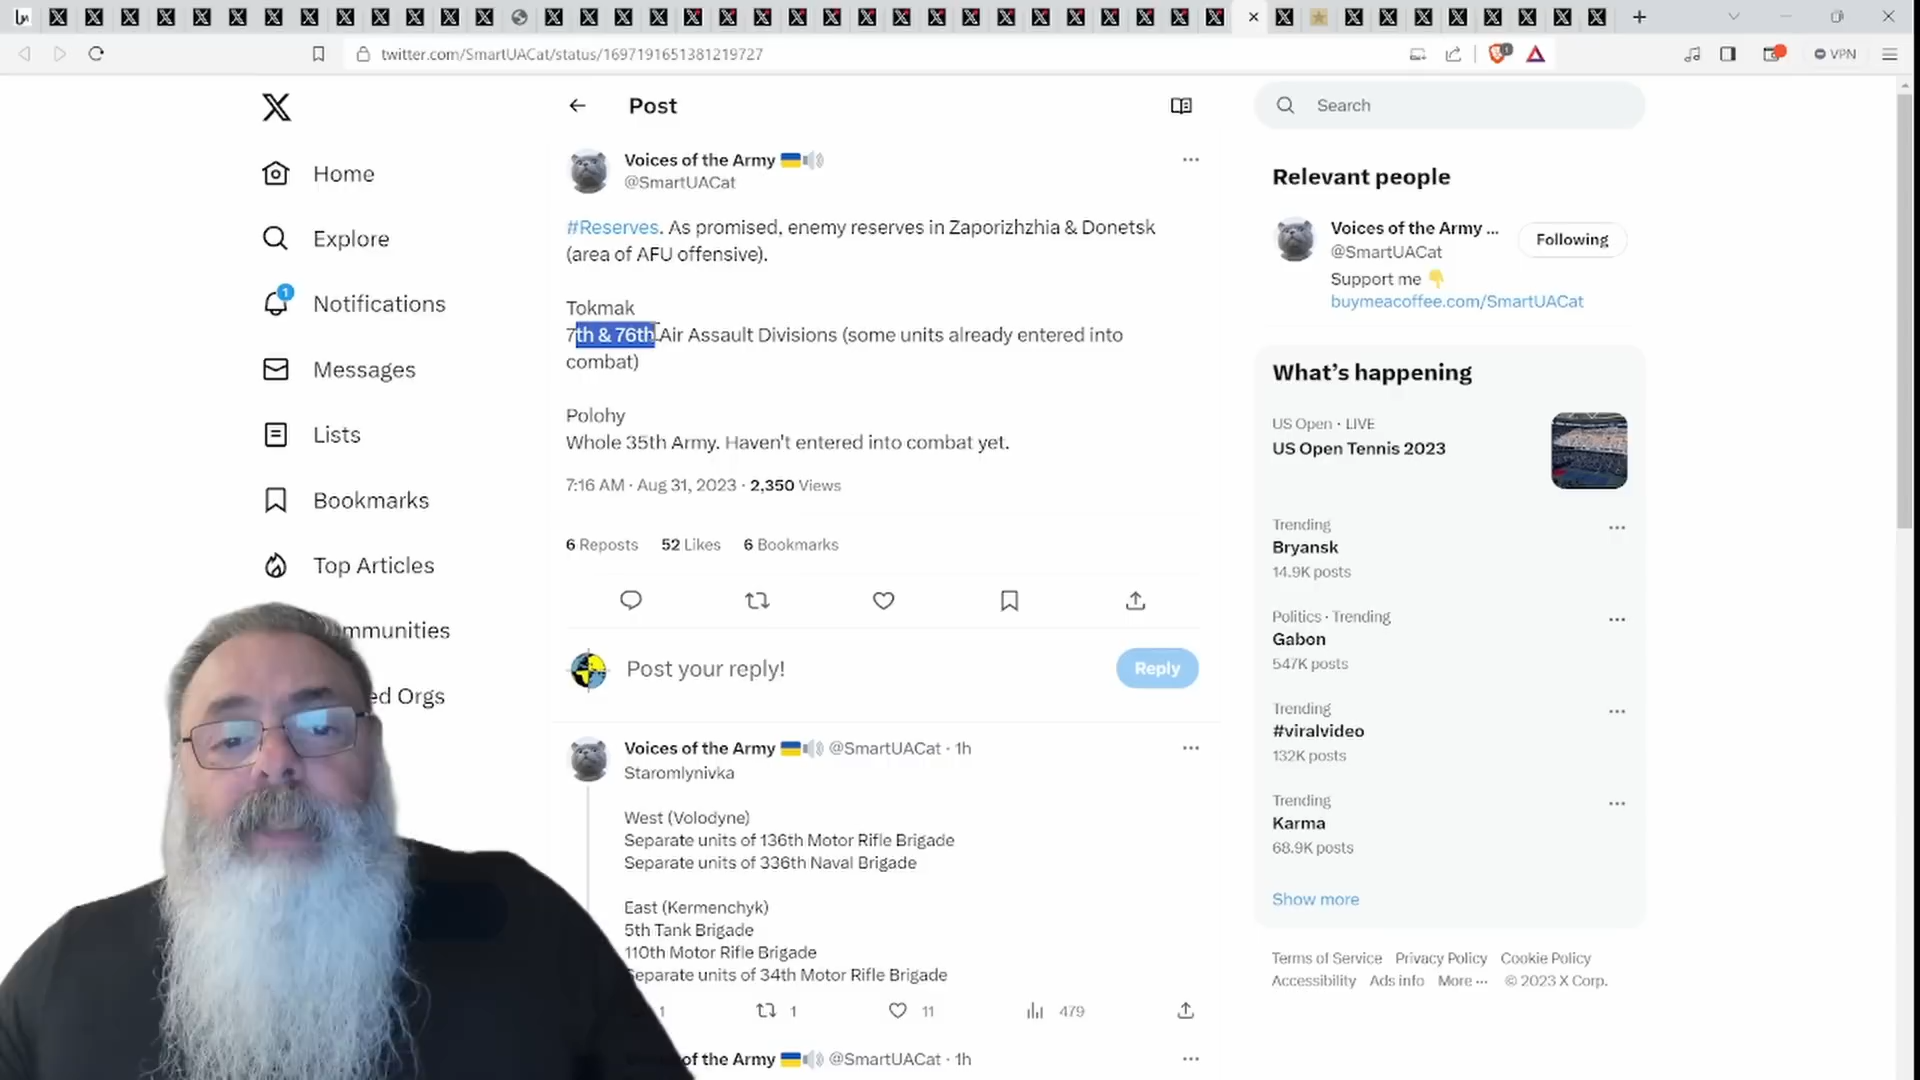 twitter.com/SmartUACat/status/1697191651381219727
VPN
Home
Explore
1
Notifications
Messages
Lists
Bookmarks
Top Articles
mmunities
ed Orgs
Post
Voices of the Army
@SmartUACat
#Reserves. As promised, enemy reserves in Zaporizhzhia & Donetsk
(area of AFU offensive).
Tokmak
7th & 76th Air Assault Divisions (some units already entered into
combat)
Polohy
Whole 35th Army. Haven't entered into combat yet.
7:16 AM · Aug 31, 2023 · 2,350 Views
6 Reposts 52 Likes 6 Bookmarks
Post your reply!
Reply
Voices of the Army @SmartUACat · 1h
Staromlynivka
West (Volodyne)
Separate units of 136th Motor Rifle Brigade
Separate units of 336th Naval Brigade
East (Kermenchyk)
5th Tank Brigade
110th Motor Rifle Brigade
Separate units of 34th Motor Rifle Brigade
1 1 11 479
of the Army @SmartUACat · 1h
Search
Relevant people
Voices of the Army ...
@SmartUACat
Following
Support me
buymeacoffee.com/SmartUACat
What's happening
US Open · LIVE
US Open Tennis 2023
Trending
Bryansk
14.9K posts
Politics · Trending
Gabon
547K posts
Trending
#viralvideo
132K posts
Trending
Karma
68.9K posts
Show more
Terms of Service Privacy Policy Cookie Policy
Accessibility Ads info More ··· © 2023 X Corp.